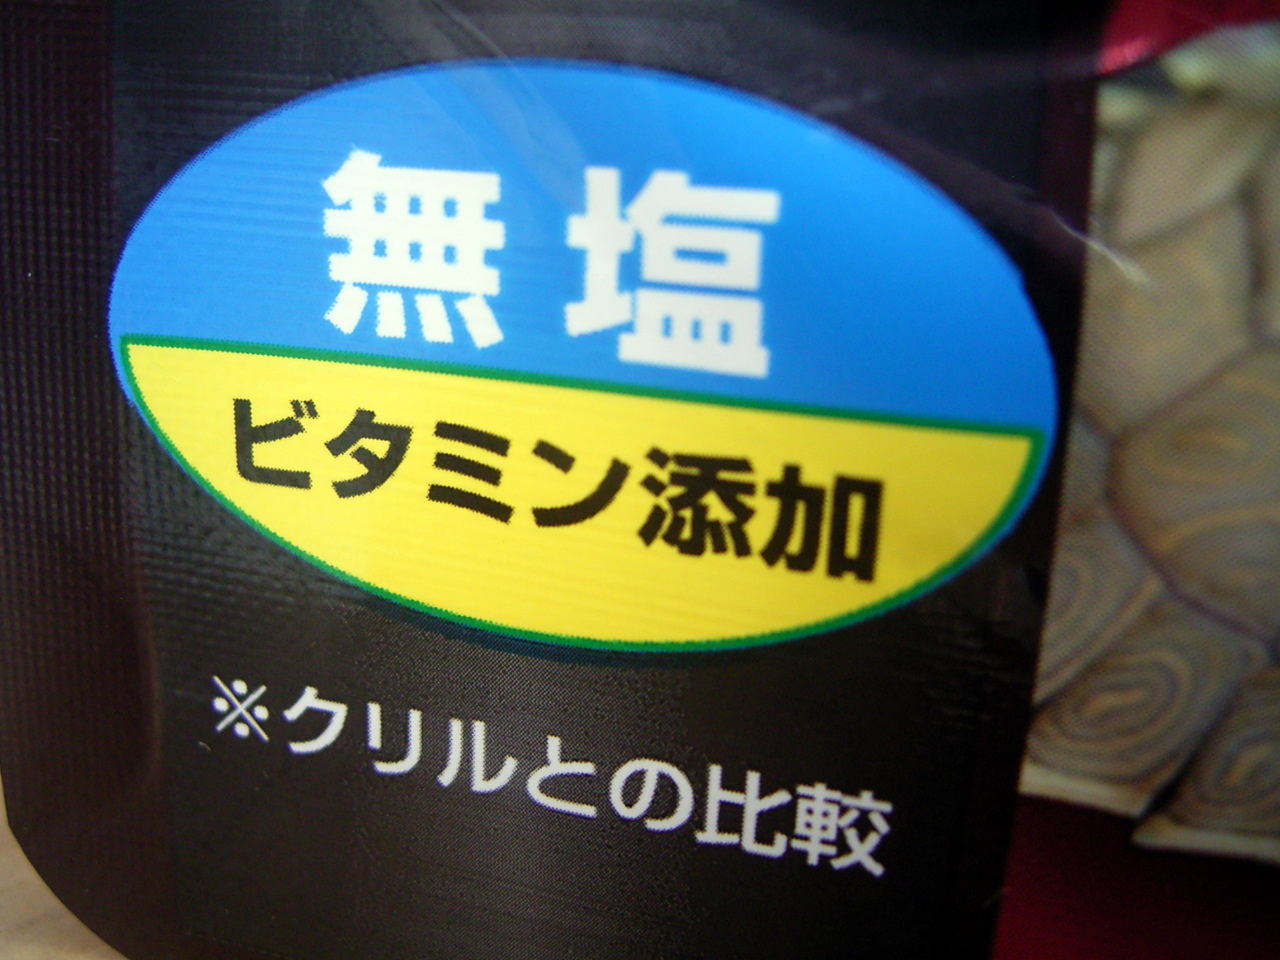 無塩
ビタミン添加
※クリルとの比較